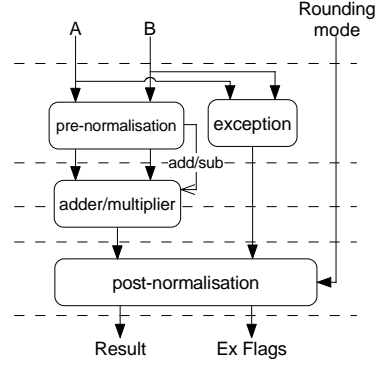 Rounding
mode
A
B
pre-normalisation
exception
add/sub
adder/multiplier
post-normalisation
Result
Ex Flags